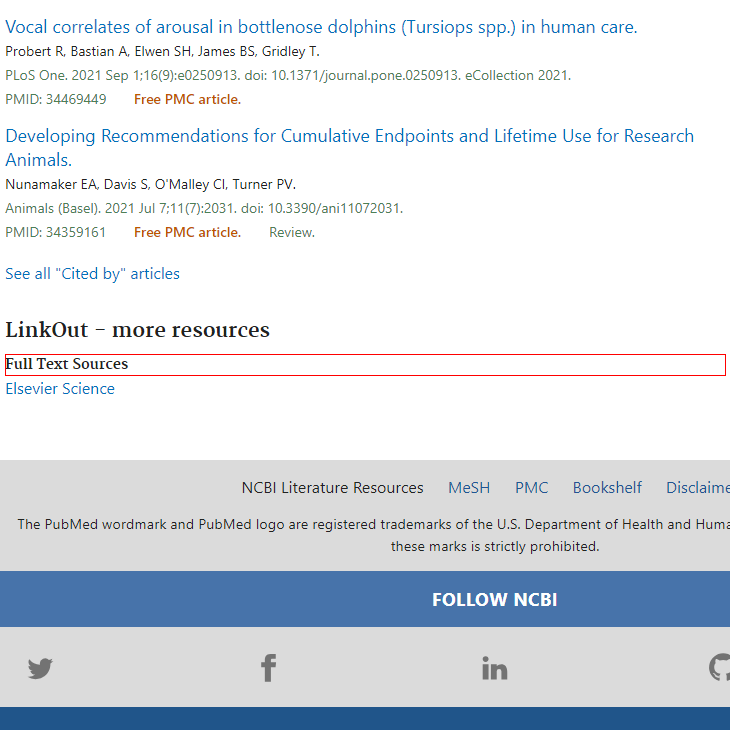 Vocal correlates of arousal in bottlenose dolphins (Tursiops spp.) in human care.
Probert R, Bastian A, Elwen SH, James BS, Gridley T.
PLoS One. 2021 Sep 1;16(9):e0250913. doi: 10.1371/journal.pone.0250913. eCollection 2021.
PMID: 34469449 Free PMC article.
Developing Recommendations for Cumulative Endpoints and Lifetime Use for Research
Animals.
Nunamaker EA, Davis S, O'Malley CI, Turner PV.
Animals (Basel). 2021 Jul 7;11(7):2031. doi: 10.3390/ani11072031.
PMID: 34359161 Free PMC article. Review.
See all "Cited by" articles
LinkOut – more resources
Full Text Sources
Elsevier Science
NCBI Literature Resources MeSH PMC Bookshelf Disclaime
The PubMed wordmark and PubMed logo are registered trademarks of the U.S. Department of Health and Huma
these marks is strictly prohibited.
FOLLOW NCBI